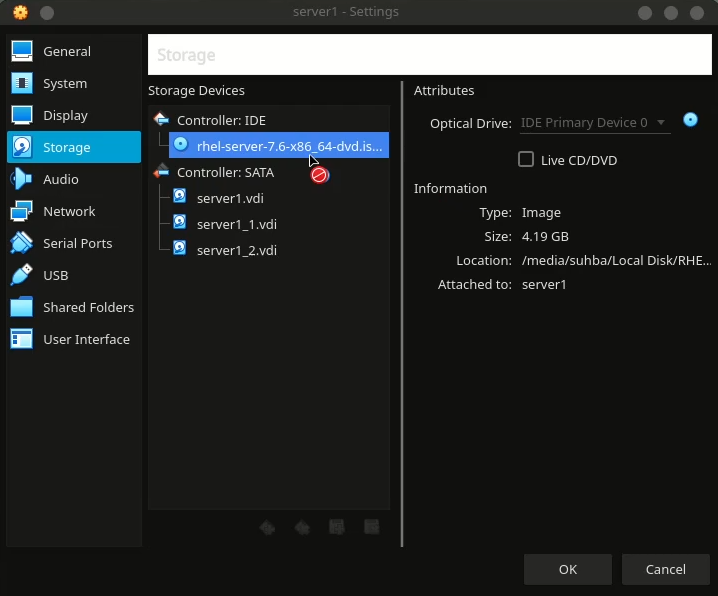 server1 - Settings
General
System
Display
Storage
Audio
Network
Serial Ports
USB
Shared Folders
User Interface
Storage
Storage Devices
Controller: IDE
rhel-server-7.6-x86_64-dvd.is...
Controller: SATA
server1.vdi
server1_1.vdi
server1_2.vdi
Attributes
Optical Drive: IDE Primary Device 0
Live CD/DVD
Information
Type: Image
Size: 4.19 GB
Location: /media/suhba/Local Disk/RHE...
Attached to: server1
OK Cancel